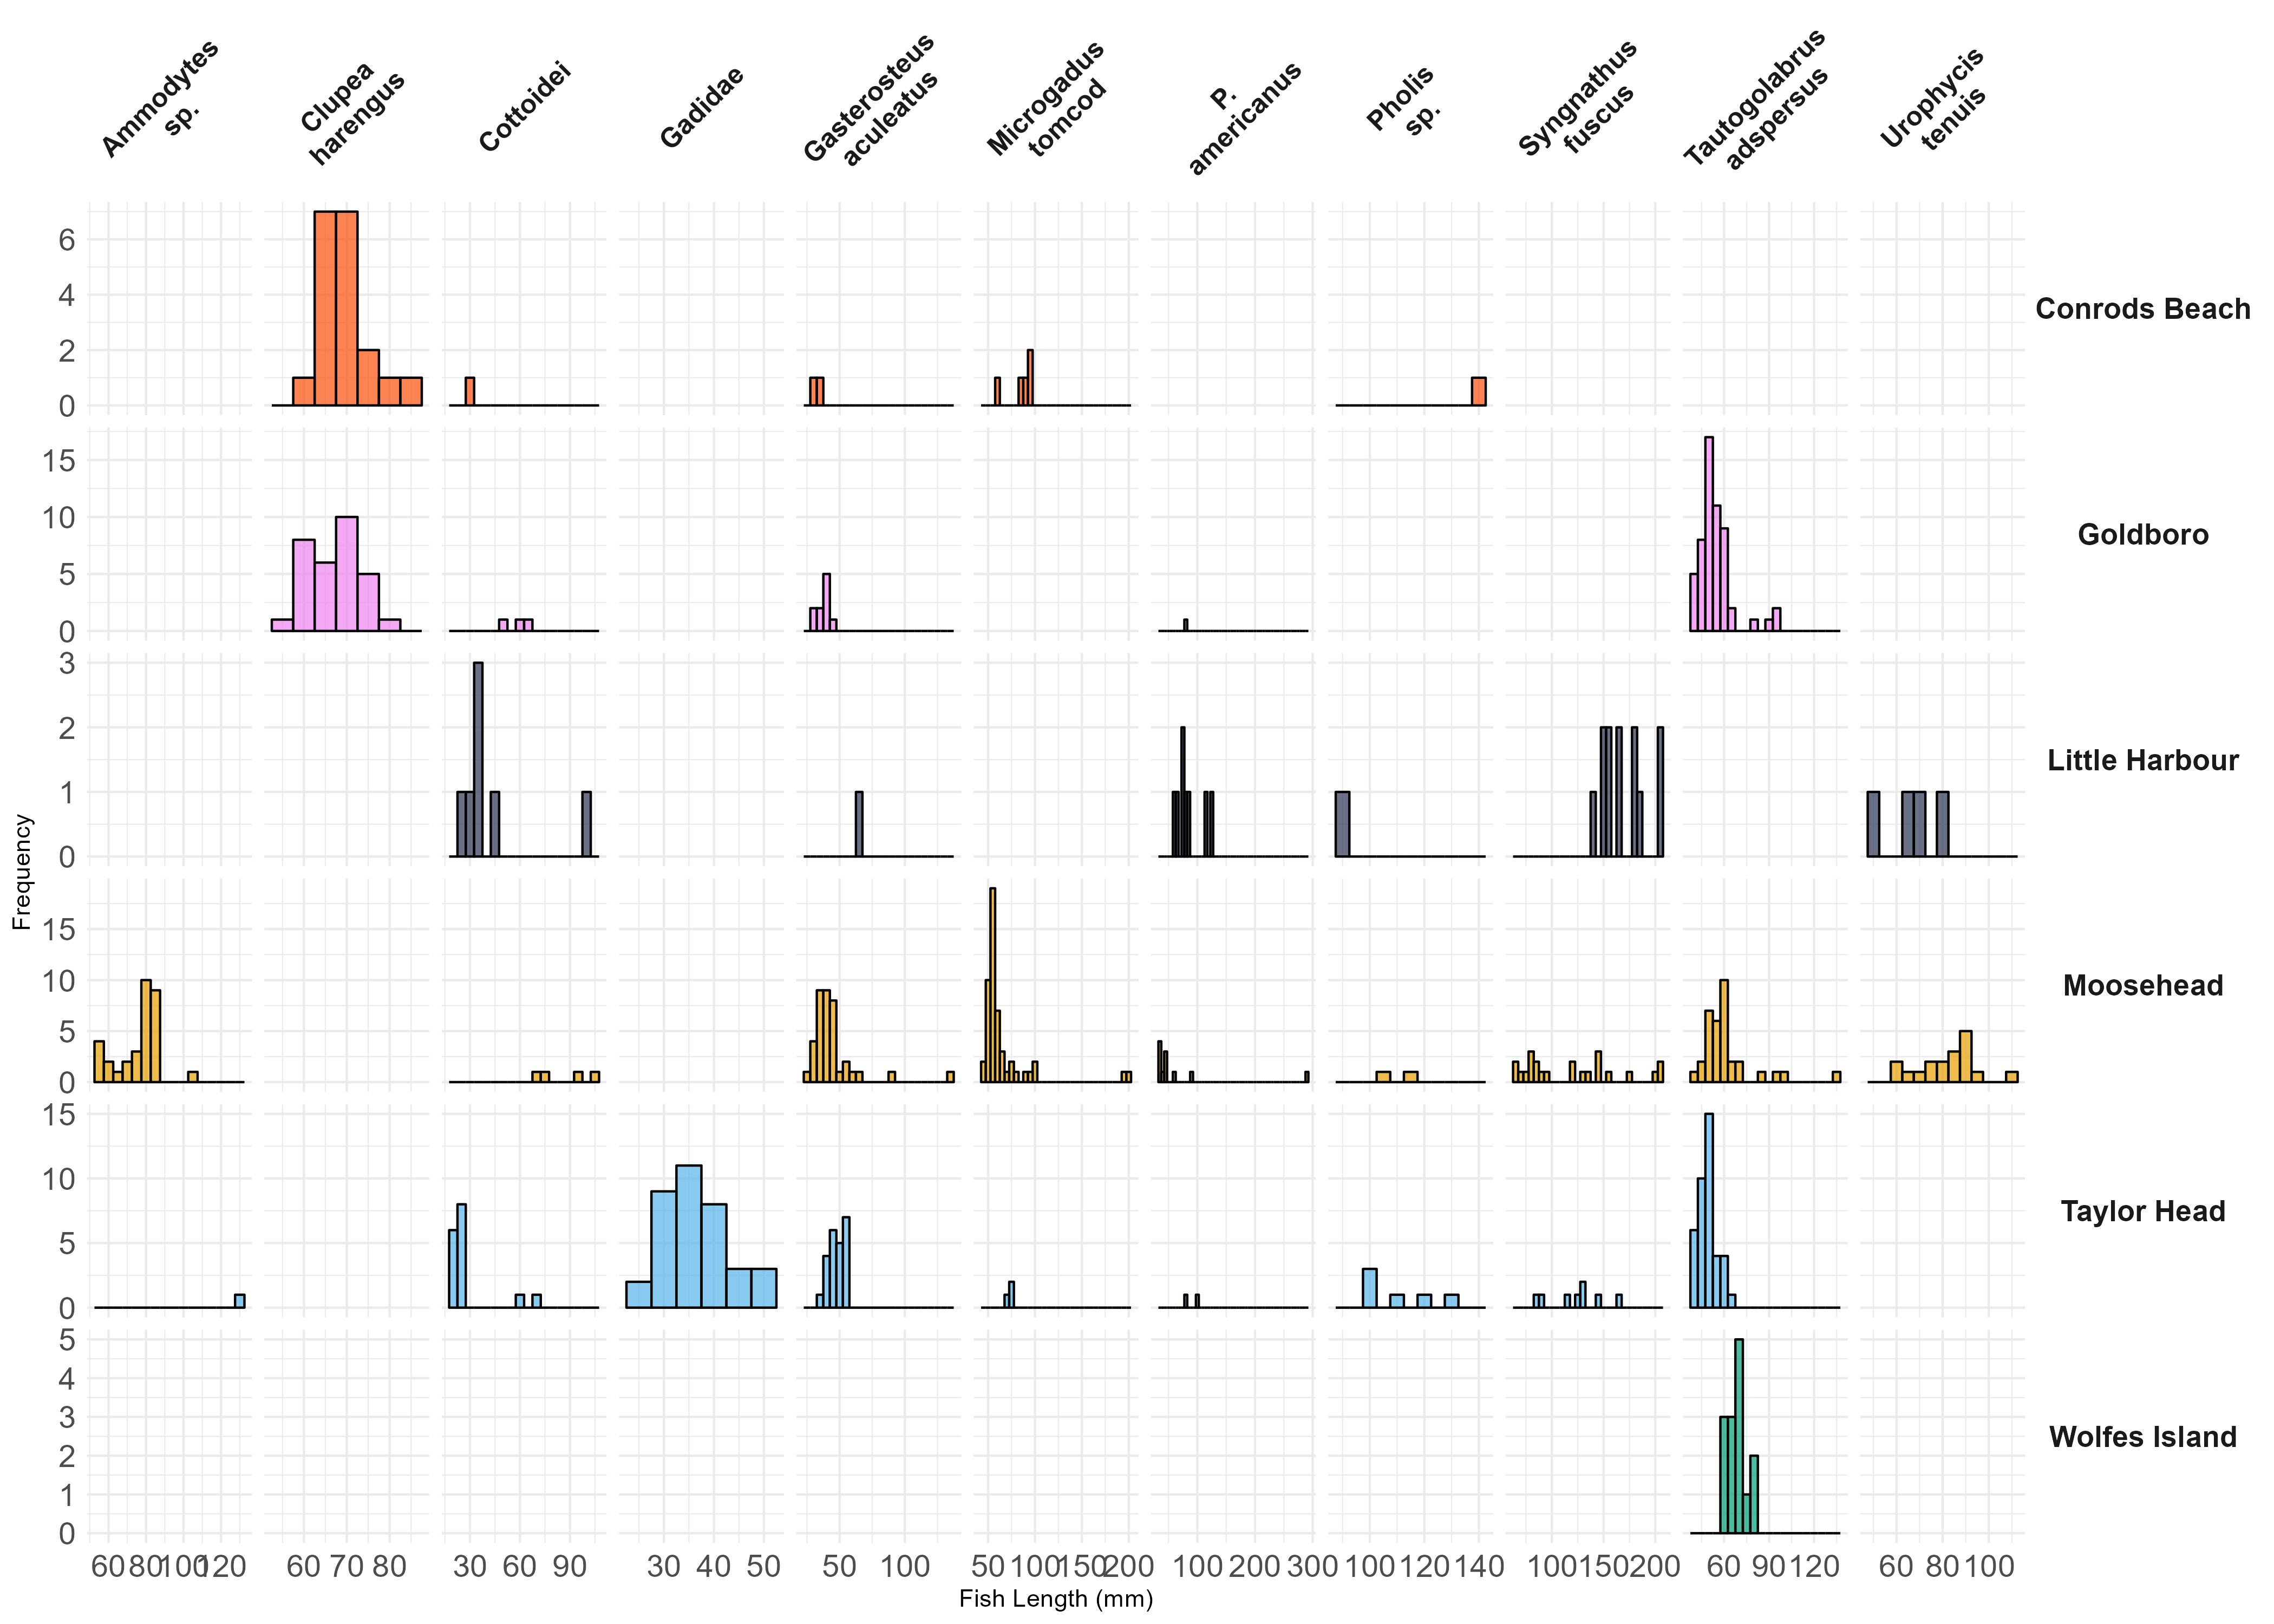 Ammodytes
sp.
Clupea
harengus
Cottoidei
Gadidae
Gasterosteus
aculeatus
Microgadus
tomcod
P.
americanus
Pholis
sp.
Syngnathus
fuscus
Tautogolabrus
adspersus
Urophycis
tenuis
6
4
2
0
Conrods Beach
15
10
5
0
Goldboro
3
2
1
0
Little Harbour
Frequency
15
10
5
0
Moosehead
15
10
5
0
Taylor Head
5
4
3
2
1
0
Wolfes Island
60 80 100 120 60 70 80 30 60 90 30 40 50 50 100 50 100 150 200 100 200 300 100 120 140 100 150 200 60 90 120 60 80 100
Fish Length (mm)